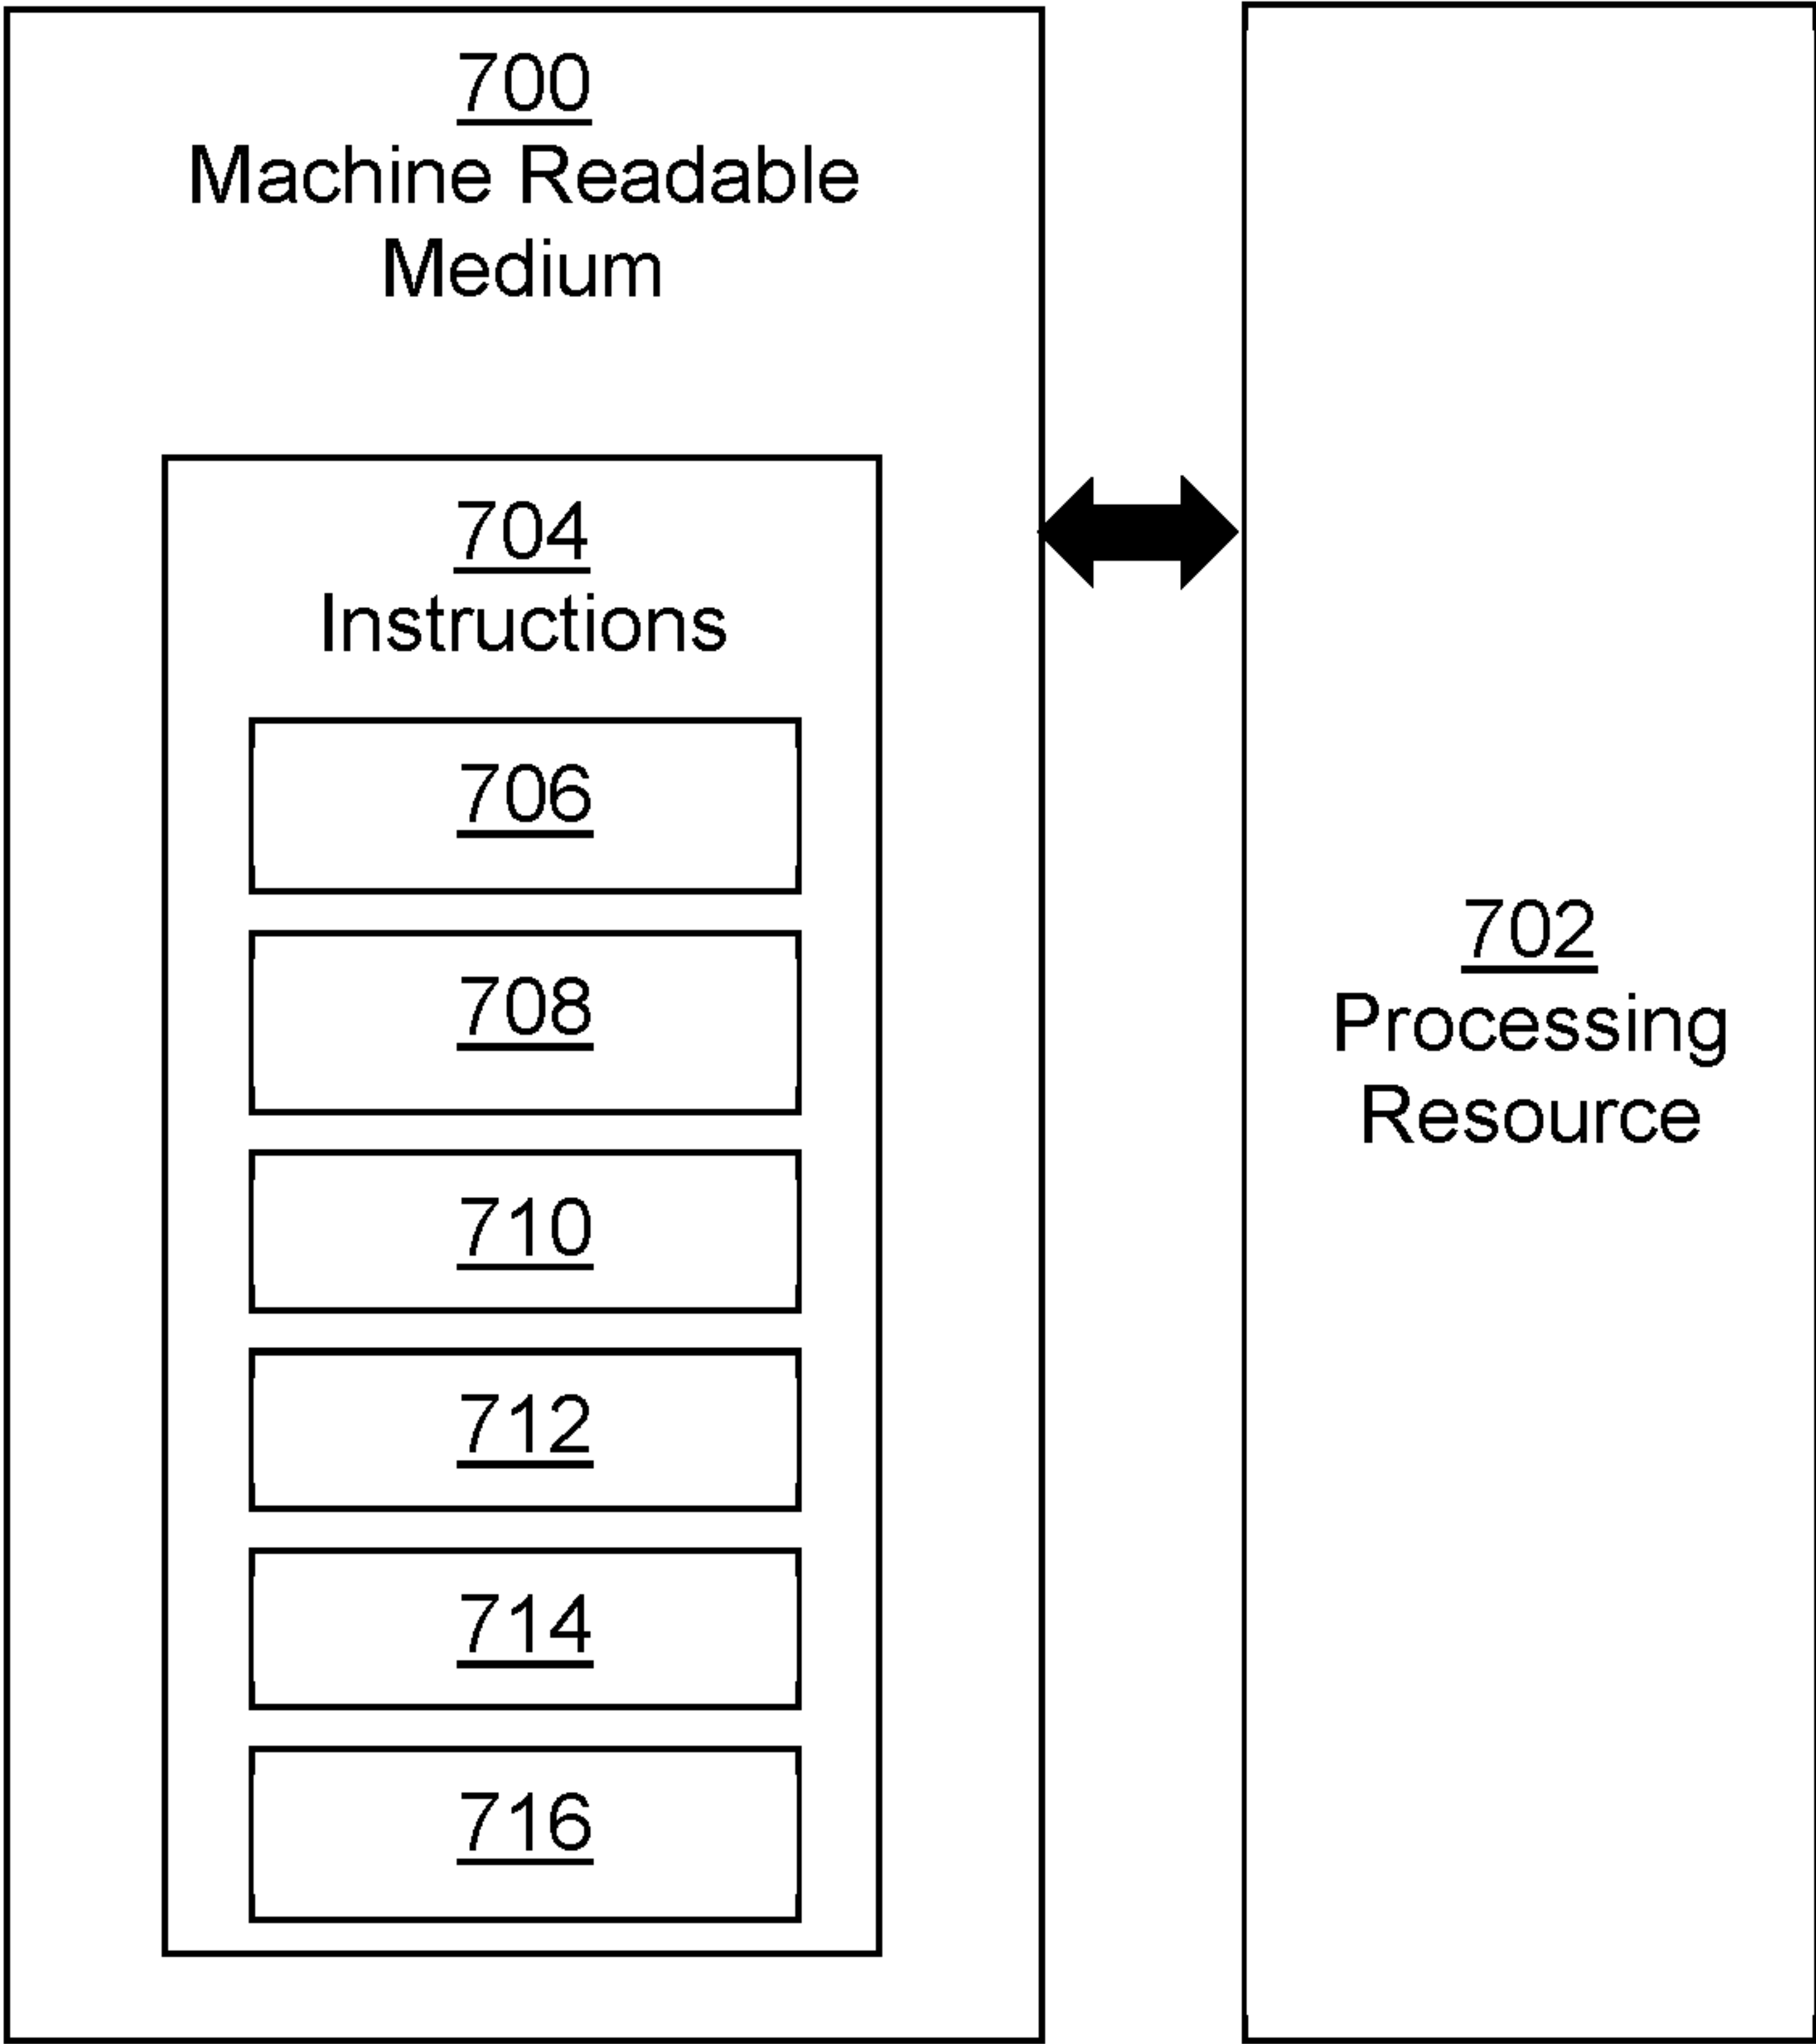 700
Machine Readable
Medium
704
Instructions
706
708
710
712
714
716
702
Processing
Resource